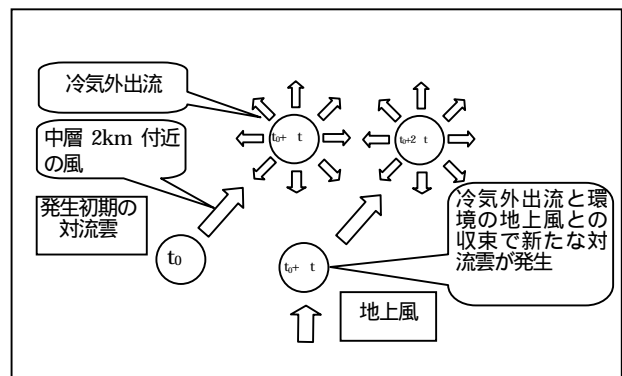 冷気外出流
中層 2km 付近
の風
発生初期の
対流雲
t0
t0+ t
t0+2 t
t0+ t
地上風
冷気外出流と環
境の地上風との
収束で新たな対
流雲が発生